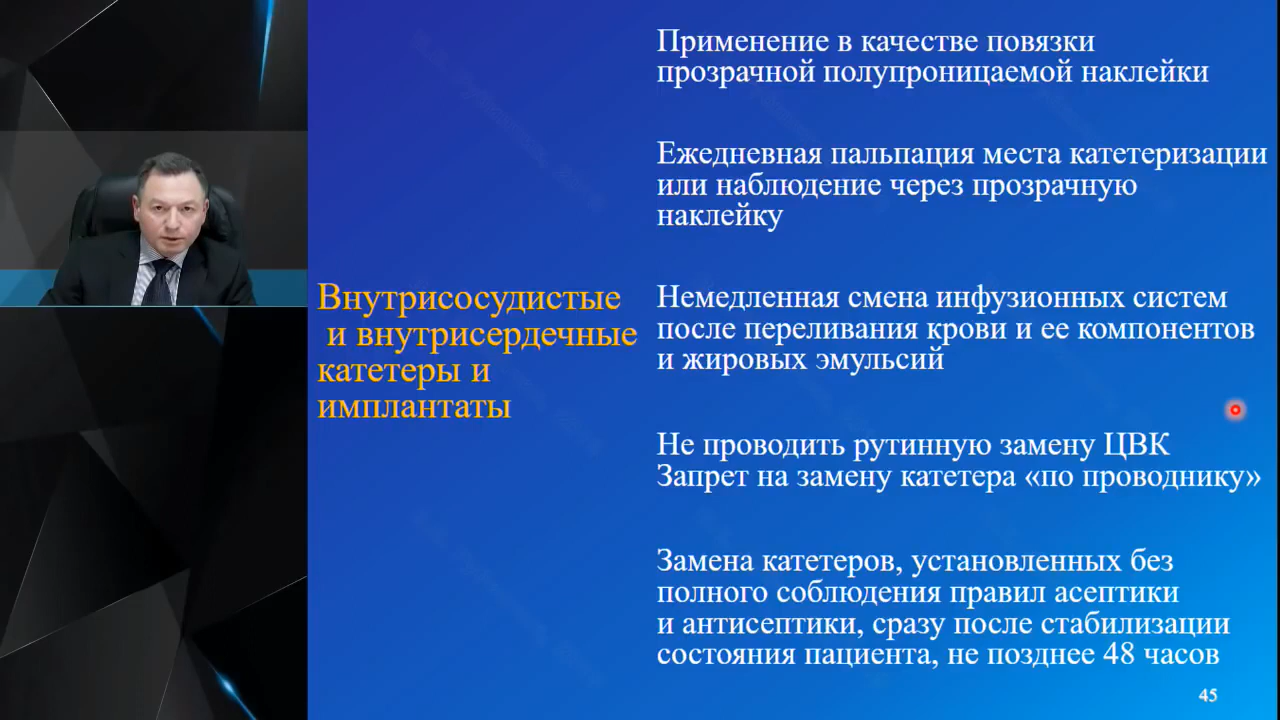 Применение в качестве повязки
прозрачной полупроницаемой наклейки
Ежедневная пальпация места катетеризации
или наблюдение через прозрачную
наклейку
Внутрисосудистые
и внутрисердечные
катетеры и
имплантаты
Немедленная смена инфузионных систем
после переливания крови и ее компонентов
и жировых эмульсий
Не проводить рутинную замену ЦВК
Запрет на замену катетера «по проводнику»
Замена катетеров, установленных без
полного соблюдения правил асептики
и антисептики, сразу после стабилизации
состояния пациента, не позднее 48 часов
45